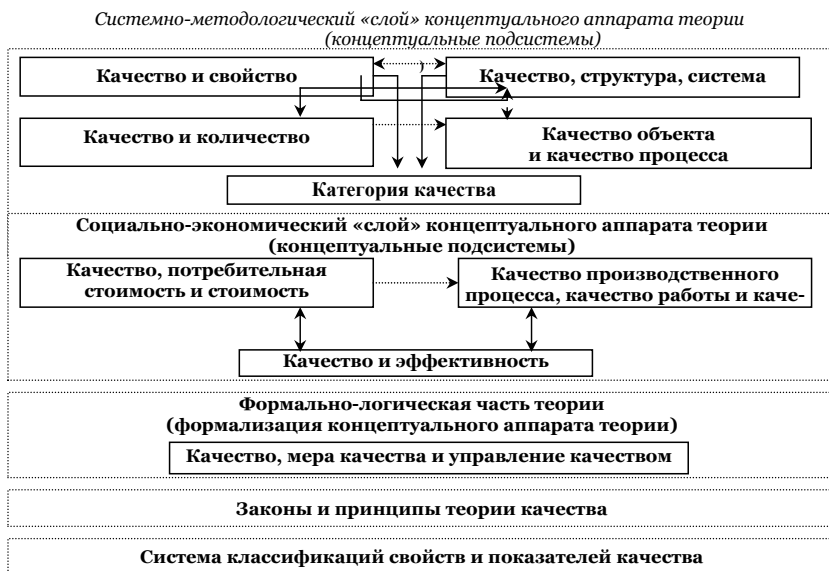 Системно-методологический «слой» концептуального аппарата теории
(концептуальные подсистемы)
Качество и свойство
)
Качество, структура, система
Качество и количество
Качество объекта
и качество процесса
Категория качества
Социально-экономический «слой» концептуального аппарата теории
(концептуальные подсистемы)
Качество, потребительная
стоимость и стоимость
Качество производственного
процесса, качество работы и каче-
Качество и эффективность
Формально-логическая часть теории
(формализация концептуального аппарата теории)
Качество, мера качества и управление качеством
Законы и принципы теории качества
Система классификаций свойств и показателей качества